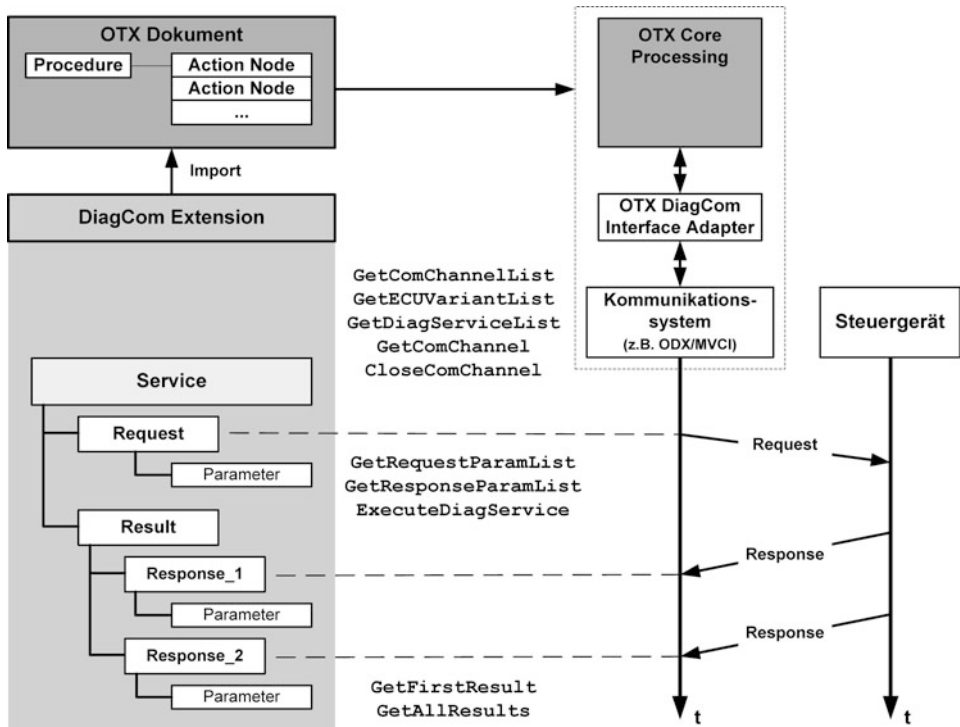 OTX Dokument
Procedure
Action Node
Action Node
...
OTX Core
Processing
Import
DiagCom Extension
OTX DiagCom
Interface Adapter
GetComChannelList
GetECUVariantList
GetDiagServiceList
GetComChannel
CloseComChannel
Kommunikations-
system
(z.B. ODX/MVCI)
Steuergerät
Service
Request
Parameter
Request
GetRequestParamList
GetResponseParamList
ExecuteDiagService
Result
Response_1
Parameter
Response
Response_2
Parameter
Response
GetFirstResult
GetAllResults
t
t